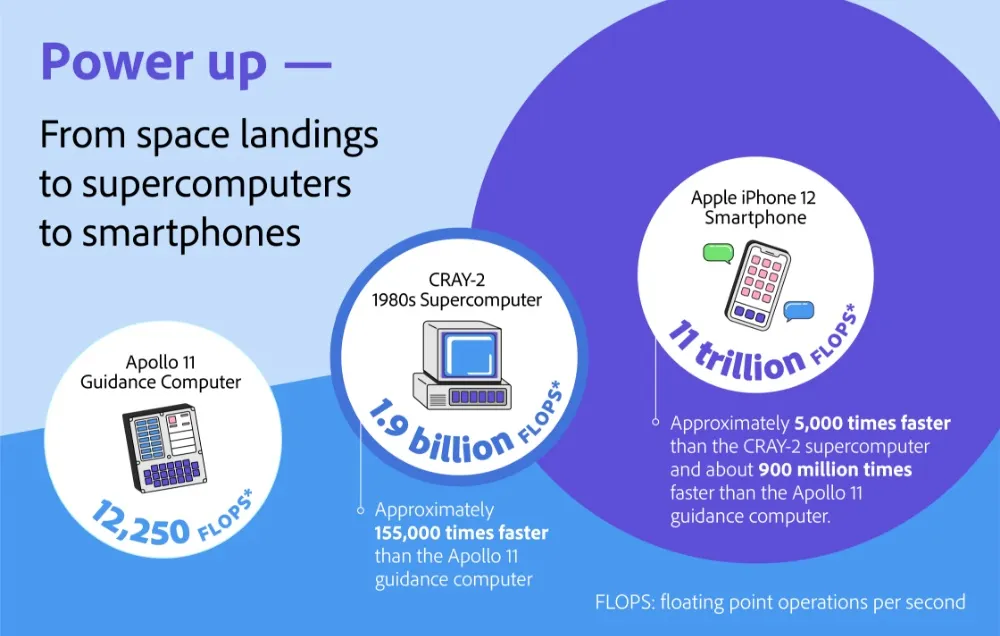 Power up —
From space landings
to supercomputers
to smartphones
Apollo 11
Guidance Computer
12,250 FLOPS*
CRAY-2
1980s Supercomputer
1.9 billion FLOPS*
Approximately
155,000 times faster
than the Apollo 11
guidance computer
Apple iPhone 12
Smartphone
11 trillion FLOPS*
Approximately 5,000 times faster
than the CRAY-2 supercomputer
and about 900 million times
faster than the Apollo 11
guidance computer.
FLOPS: floating point operations per second